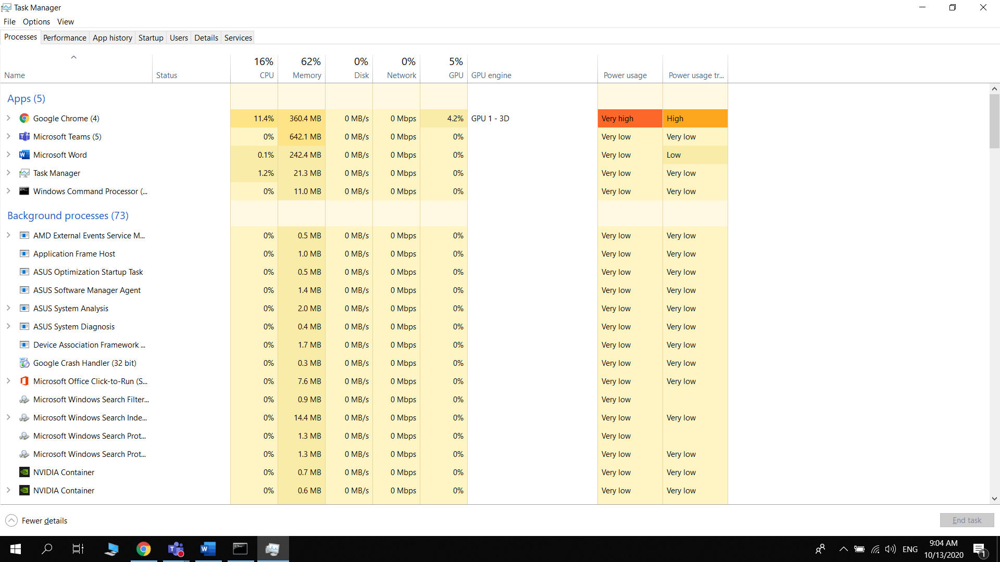 Task Manager
File Options View
Processes Performance App history Startup Users Details Services
16% 62% 0% 0% 5%
Name Status CPU Memory Disk Network GPU GPU engine Power usage Power usage tr...
Apps (5)
Google Chrome (4) 11.4% 360.4 MB 0 MB/s 0 Mbps 4.2% GPU 1 - 3D Very high High
Microsoft Teams (5) 0% 642.1 MB 0 MB/s 0 Mbps 0% Very low Very low
Microsoft Word 0.1% 242.4 MB 0 MB/s 0 Mbps 0% Very low Low
Task Manager 1.2% 21.3 MB 0 MB/s 0 Mbps 0% Very low Very low
Windows Command Processor (... 0% 11.0 MB 0 MB/s 0 Mbps 0% Very low Very low
Background processes (73)
AMD External Events Service M... 0% 0.5 MB 0 MB/s 0 Mbps 0% Very low Very low
Application Frame Host 0% 1.0 MB 0 MB/s 0 Mbps 0% Very low Very low
ASUS Optimization Startup Task 0% 0.5 MB 0 MB/s 0 Mbps 0% Very low Very low
ASUS Software Manager Agent 0% 1.4 MB 0 MB/s 0 Mbps 0% Very low Very low
ASUS System Analysis 0% 2.0 MB 0 MB/s 0 Mbps 0% Very low Very low
ASUS System Diagnosis 0% 0.4 MB 0 MB/s 0 Mbps 0% Very low Very low
Device Association Framework ... 0% 1.7 MB 0 MB/s 0 Mbps 0% Very low Very low
Google Crash Handler (32 bit) 0% 0.3 MB 0 MB/s 0 Mbps 0% Very low Very low
Microsoft Office Click-to-Run (S... 0% 7.6 MB 0 MB/s 0 Mbps 0% Very low Very low
Microsoft Windows Search Filter... 0% 0.9 MB 0 MB/s 0 Mbps 0% Very low
Microsoft Windows Search Inde... 0% 14.4 MB 0 MB/s 0 Mbps 0% Very low Very low
Microsoft Windows Search Prot... 0% 1.3 MB 0 MB/s 0 Mbps 0% Very low
Microsoft Windows Search Prot... 0% 1.3 MB 0 MB/s 0 Mbps 0% Very low Very low
NVIDIA Container 0% 0.7 MB 0 MB/s 0 Mbps 0% Very low Very low
NVIDIA Container 0% 0.6 MB 0 MB/s 0 Mbps 0% Very low Very low
Fewer details End task
ENG 9:04 AM
10/13/2020 1